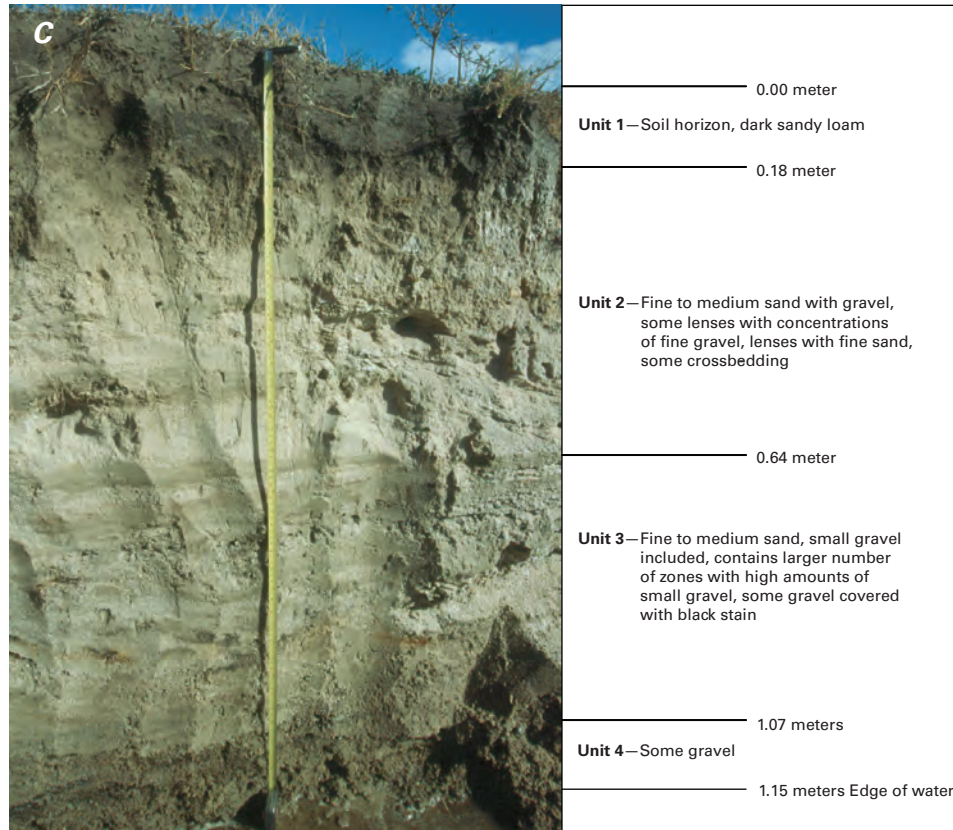 C
0.00 meter
Unit 1—Soil horizon, dark sandy loam
0.18 meter
Unit 2—Fine to medium sand with gravel,
some lenses with concentrations
of fine gravel, lenses with fine sand,
some crossbedding
0.64 meter
Unit 3—Fine to medium sand, small gravel
included, contains larger number
of zones with high amounts of
small gravel, some gravel covered
with black stain
1.07 meters
Unit 4—Some gravel
1.15 meters Edge of water